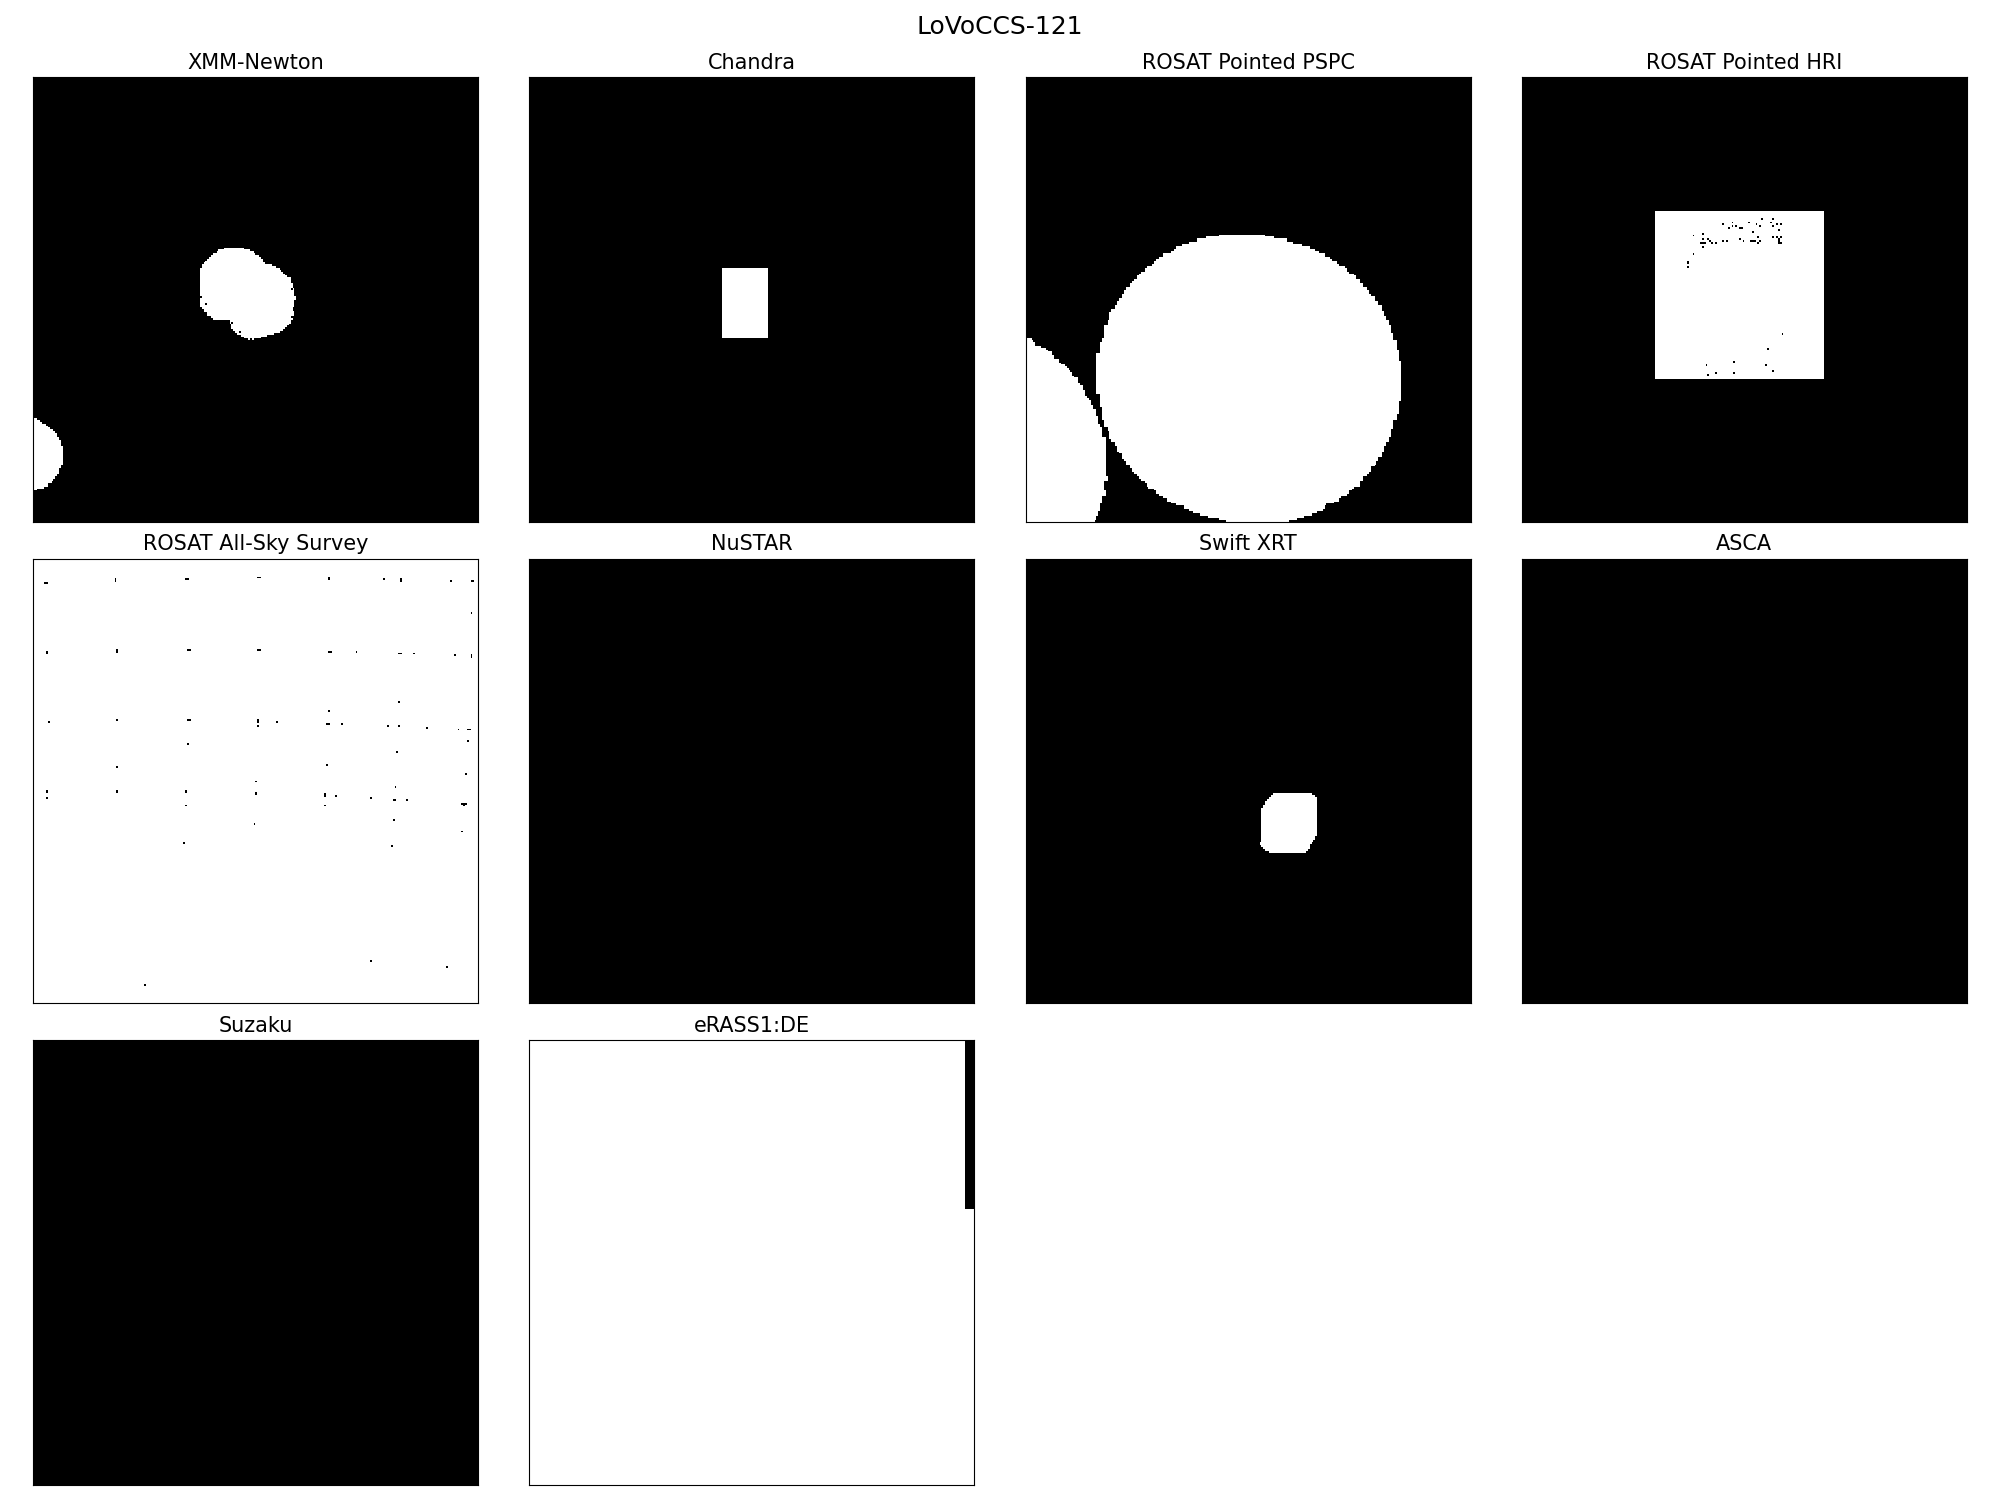 LoVoCCS-121
XMM-Newton
Chandra
ROSAT Pointed PSPC
ROSAT Pointed HRI
ROSAT All-Sky Survey
NuSTAR
Swift XRT
ASCA
Suzaku
eRASS1:DE